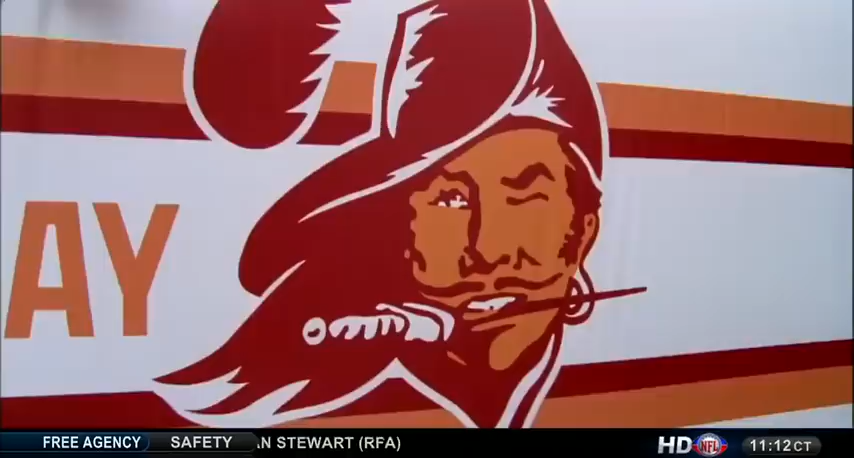 AY
FREE AGENCY SAFETY AN STEWART (RFA) HD NFL 11:12 CT